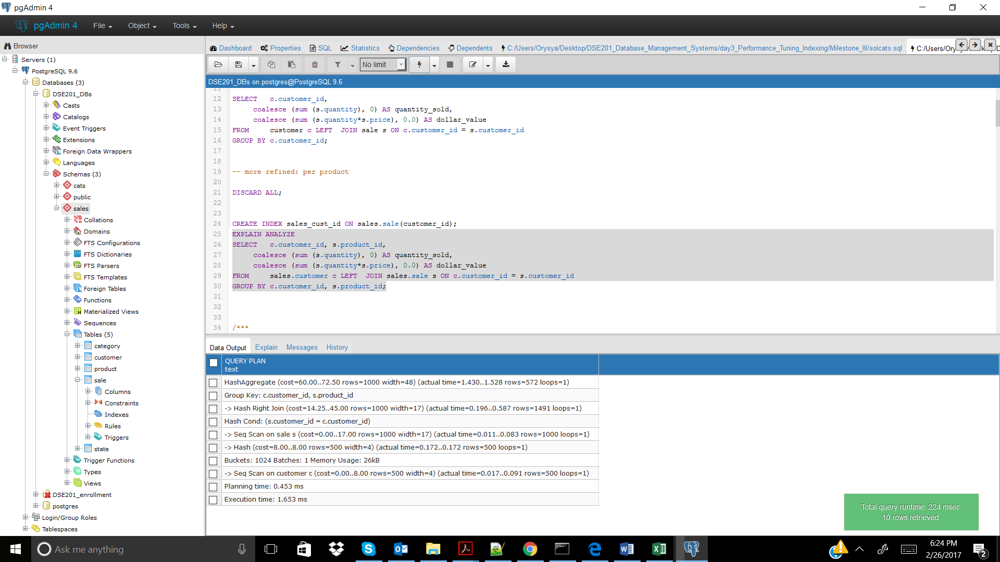 pgAdmin 4
pgAdmin 4 File Object Tools Help
Browser
Servers (1)
PostgreSQL 9.6
Databases (3)
DSE201_DBs
Casts
Catalogs
Event Triggers
Extensions
Foreign Data Wrappers
Languages
Schemas (3)
cats
public
sales
Collations
Domains
FTS Configurations
FTS Dictionaries
FTS Parsers
FTS Templates
Foreign Tables
Functions
Materialized Views
Sequences
Tables (5)
category
customer
product
sale
Columns
Constraints
Indexes
Rules
Triggers
state
Trigger Functions
Types
Views
DSE201_enrollment
postgres
Login/Group Roles
Tablespaces
Dashboard Properties SQL Statistics Dependencies Dependents C:/Users/Orysya/Desktop/DSE201_Database_Management_Systems/day3_Performance_Tuning_Indexing/Milestone_III/solcats.sql
No limit
DSE201_DBs on postgres@PostgreSQL 9.6
11
12 SELECT c.customer_id,
13 coalesce (sum (s.quantity), 0) AS quantity_sold,
14 coalesce (sum (s.quantity*s.price), 0.0) AS dollar_value
15 FROM customer c LEFT JOIN sale s ON c.customer_id = s.customer_id
16 GROUP BY c.customer_id;
17
18
19 -- more refined: per product
20
21 DISCARD ALL;
22
23
24 CREATE INDEX sales_cust_id ON sales.sale(customer_id);
25 EXPLAIN ANALYZE
26 SELECT c.customer_id, s.product_id,
27 coalesce (sum (s.quantity), 0) AS quantity_sold,
28 coalesce (sum (s.quantity*s.price), 0.0) AS dollar_value
29 FROM sales.customer c LEFT JOIN sales.sale s ON c.customer_id = s.customer_id
30 GROUP BY c.customer_id, s.product_id;
31
32
33
34 /***
Data Output Explain Messages History
QUERY PLAN
text
HashAggregate (cost=60.00..72.50 rows=1000 width=48) (actual time=1.430..1.528 rows=572 loops=1)
Group Key: c.customer_id, s.product_id
-> Hash Right Join (cost=14.25..45.00 rows=1000 width=17) (actual time=0.196..0.587 rows=1491 loops=1)
Hash Cond: (s.customer_id = c.customer_id)
-> Seq Scan on sale s (cost=0.00..17.00 rows=1000 width=17) (actual time=0.011..0.083 rows=1000 loops=1)
-> Hash (cost=8.00..8.00 rows=500 width=4) (actual time=0.172..0.172 rows=500 loops=1)
Buckets: 1024 Batches: 1 Memory Usage: 26kB
-> Seq Scan on customer c (cost=0.00..8.00 rows=500 width=4) (actual time=0.017..0.091 rows=500 loops=1)
Planning time: 0.453 ms
Execution time: 1.653 ms
Total query runtime: 224 msec.
10 rows retrieved.
Ask me anything
6:24 PM
2/26/2017
2